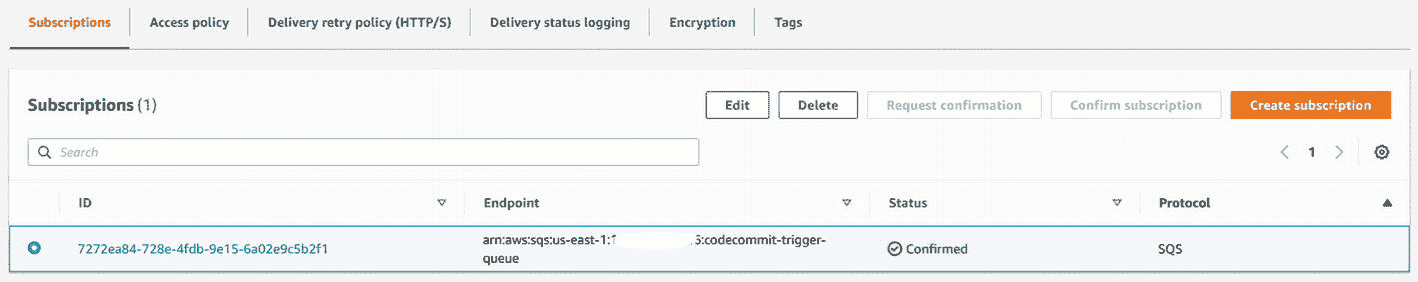 Subscriptions
Access policy
Delivery retry policy (HTTP/S)
Delivery status logging
Encryption
Tags
Subscriptions (1)
Edit
Delete
Request confirmation
Confirm subscription
Create subscription
Search
1
ID
Endpoint
Status
Protocol
7272ea84-728e-4fdb-9e15-6a02e9c5b2f1
arn:aws:sqs:us-east-1:1 5:codecommit-trigger-
queue
Confirmed
SQS